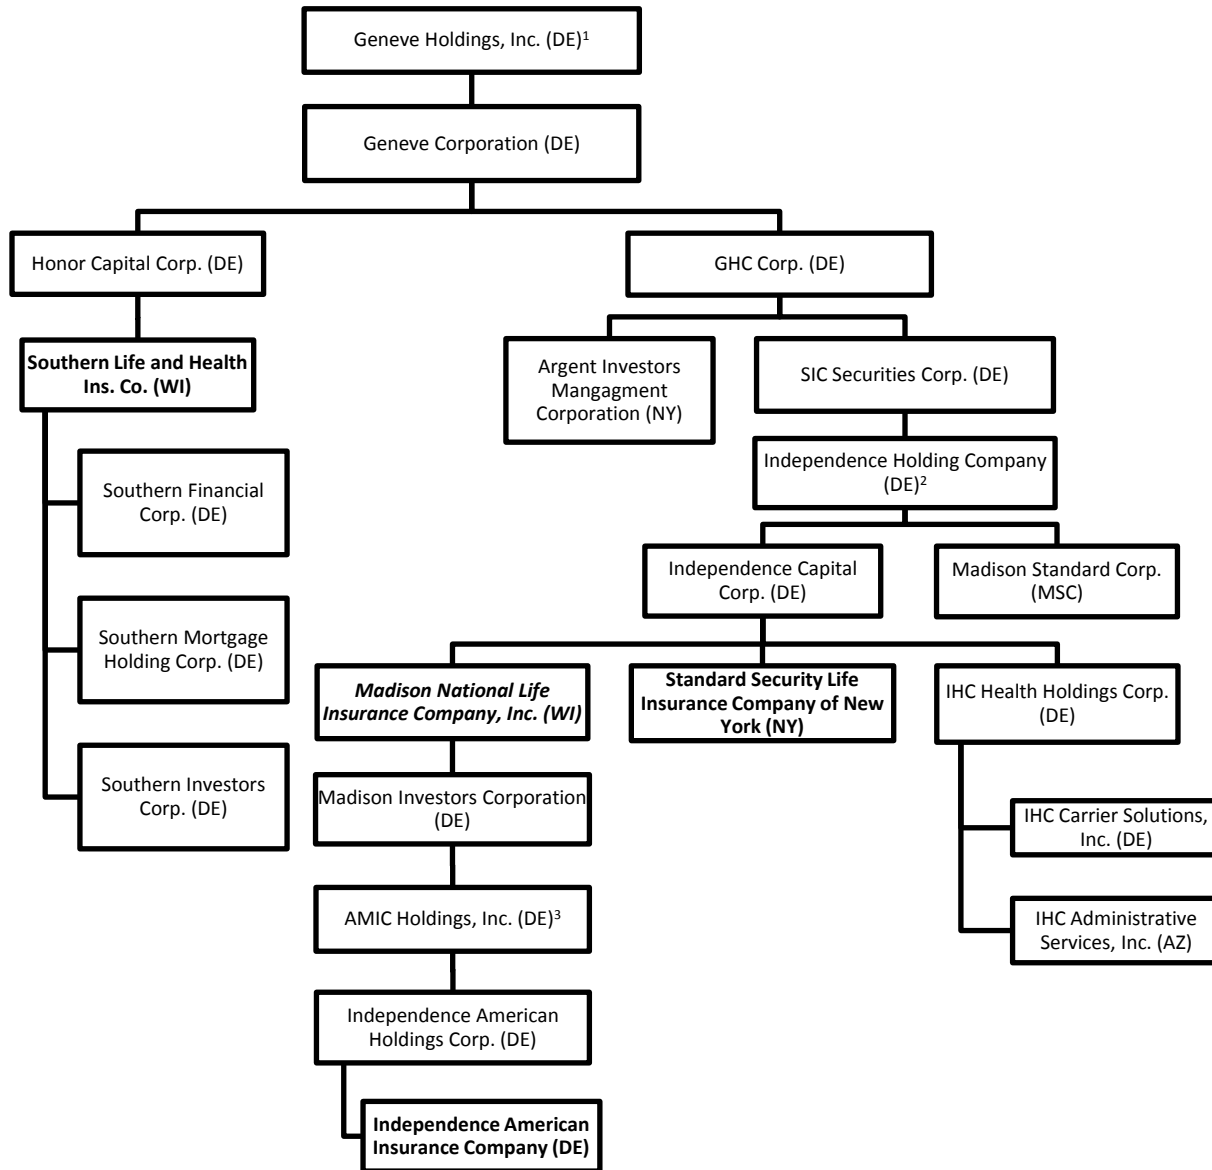 Geneve Holdings, Inc. (DE)¹
Geneve Corporation (DE)
Honor Capital Corp. (DE)
GHC Corp. (DE)
Southern Life and Health
Ins. Co. (WI)
Argent Investors
Mangagment
Corporation (NY)
SIC Securities Corp. (DE)
Independence Holding Company
(DE)²
Southern Financial
Corp. (DE)
Independence Capital
Corp. (DE)
Madison Standard Corp.
(MSC)
Southern Mortgage
Holding Corp. (DE)
Madison National Life
Insurance Company, Inc. (WI)
Standard Security Life
Insurance Company of New
York (NY)
IHC Health Holdings Corp.
(DE)
Southern Investors
Corp. (DE)
Madison Investors Corporation
(DE)
IHC Carrier Solutions,
Inc. (DE)
AMIC Holdings, Inc. (DE)³
IHC Administrative
Services, Inc. (AZ)
Independence American
Holdings Corp. (DE)
Independence American
Insurance Company (DE)